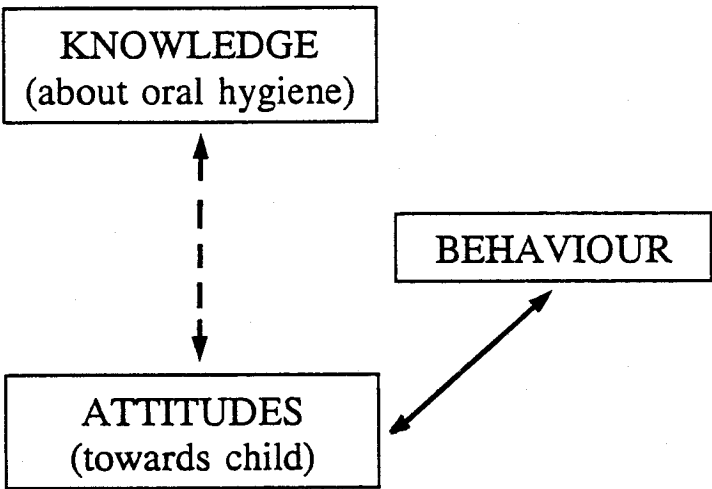 KNOWLEDGE
(about oral hygiene)
BEHAVIOUR
ATTITUDES
(towards child)